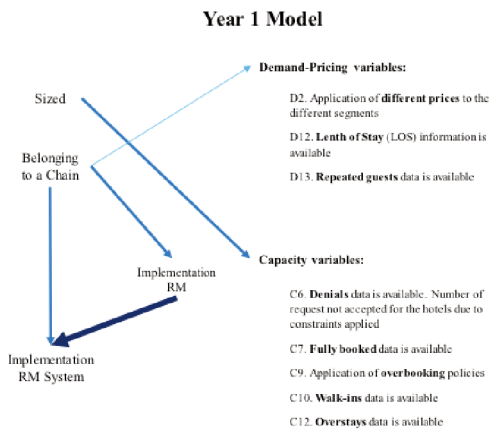 Year 1 Model
Demand-Pricing variables:
Sized
D2. Application of different prices to the
different segments
D12. Lenth of Stay (LOS) information is
available
D13. Repeated guests data is available
Belonging
to a Chain
Capacity variables:
Implementation
RM
C6. Denials data is available. Number of
request not accepted for the hotels due to
constraints applied
C7. Fully booked data is available
C9. Application of overbooking policies
C10. Walk-ins data is available
C12. Overstays data is available
Implementation
RM System